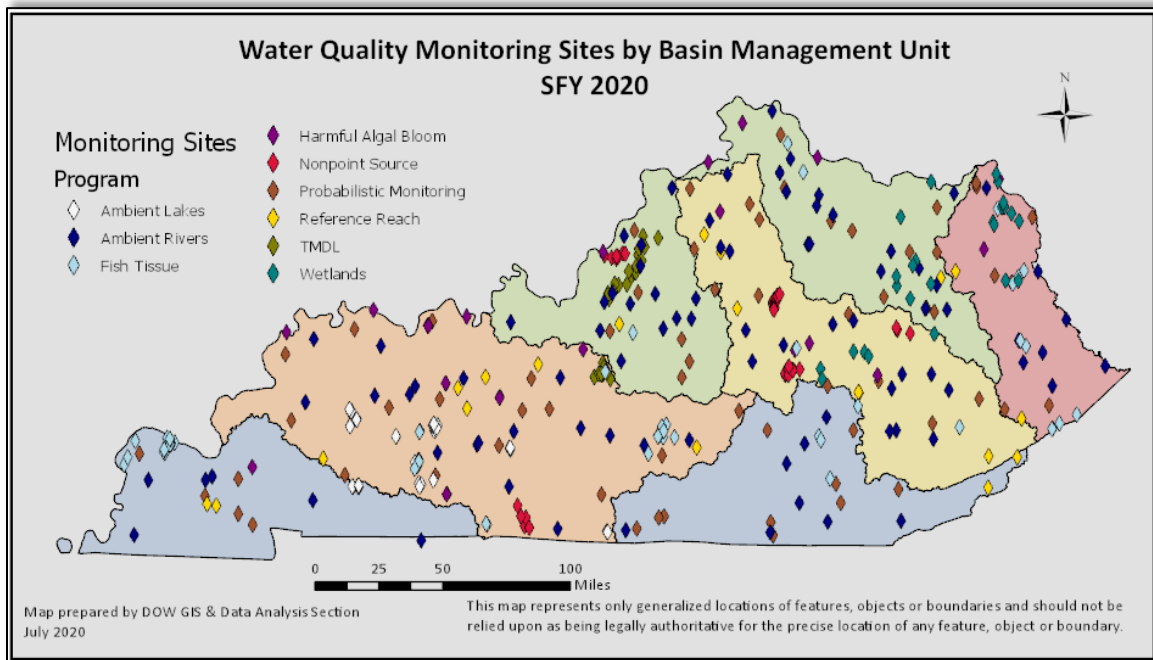 Water Quality Monitoring Sites by Basin Management Unit
SFY 2020
N
Monitoring Sites
Program
Ambient Lakes
Ambient Rivers
Fish Tissue
Harmful Algal Bloom
Nonpoint Source
Probabilistic Monitoring
Reference Reach
TMDL
Wetlands
0 25 50 100
Miles
Map prepared by DOW GIS & Data Analysis Section
July 2020
This map represents only generalized locations of features, objects or boundaries and should not be
relied upon as being legally authoritative for the precise location of any feature, object or boundary.